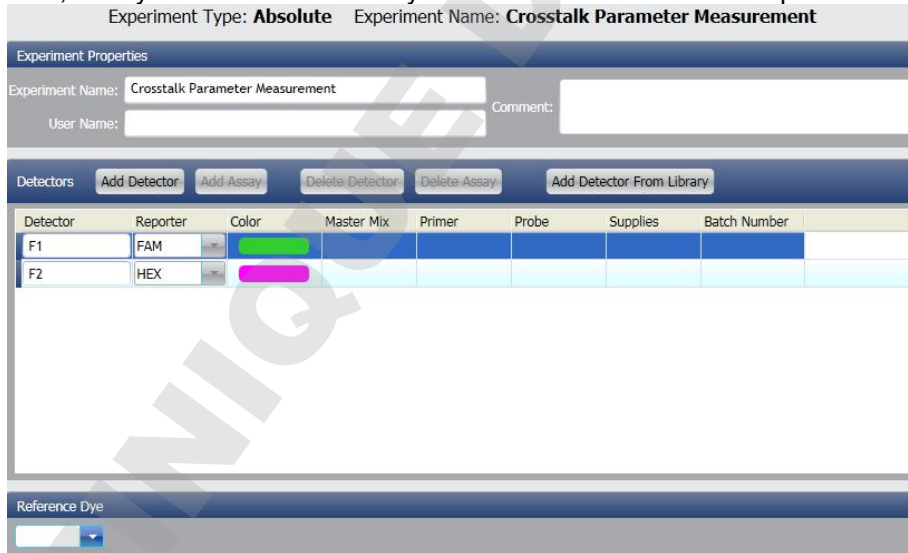 Experiment Type: Absolute Experiment Name: Crosstalk Parameter Measurement
Experiment Properties
Experiment Name: Crosstalk Parameter Measurement
Comment:
User Name:
Detectors Add Detector Add Assay Delete Detector Delete Assay Add Detector From Library
Detector Reporter Color Master Mix Primer Probe Supplies Batch Number
F1 FAM
F2 HEX
Reference Dye
NIQUE